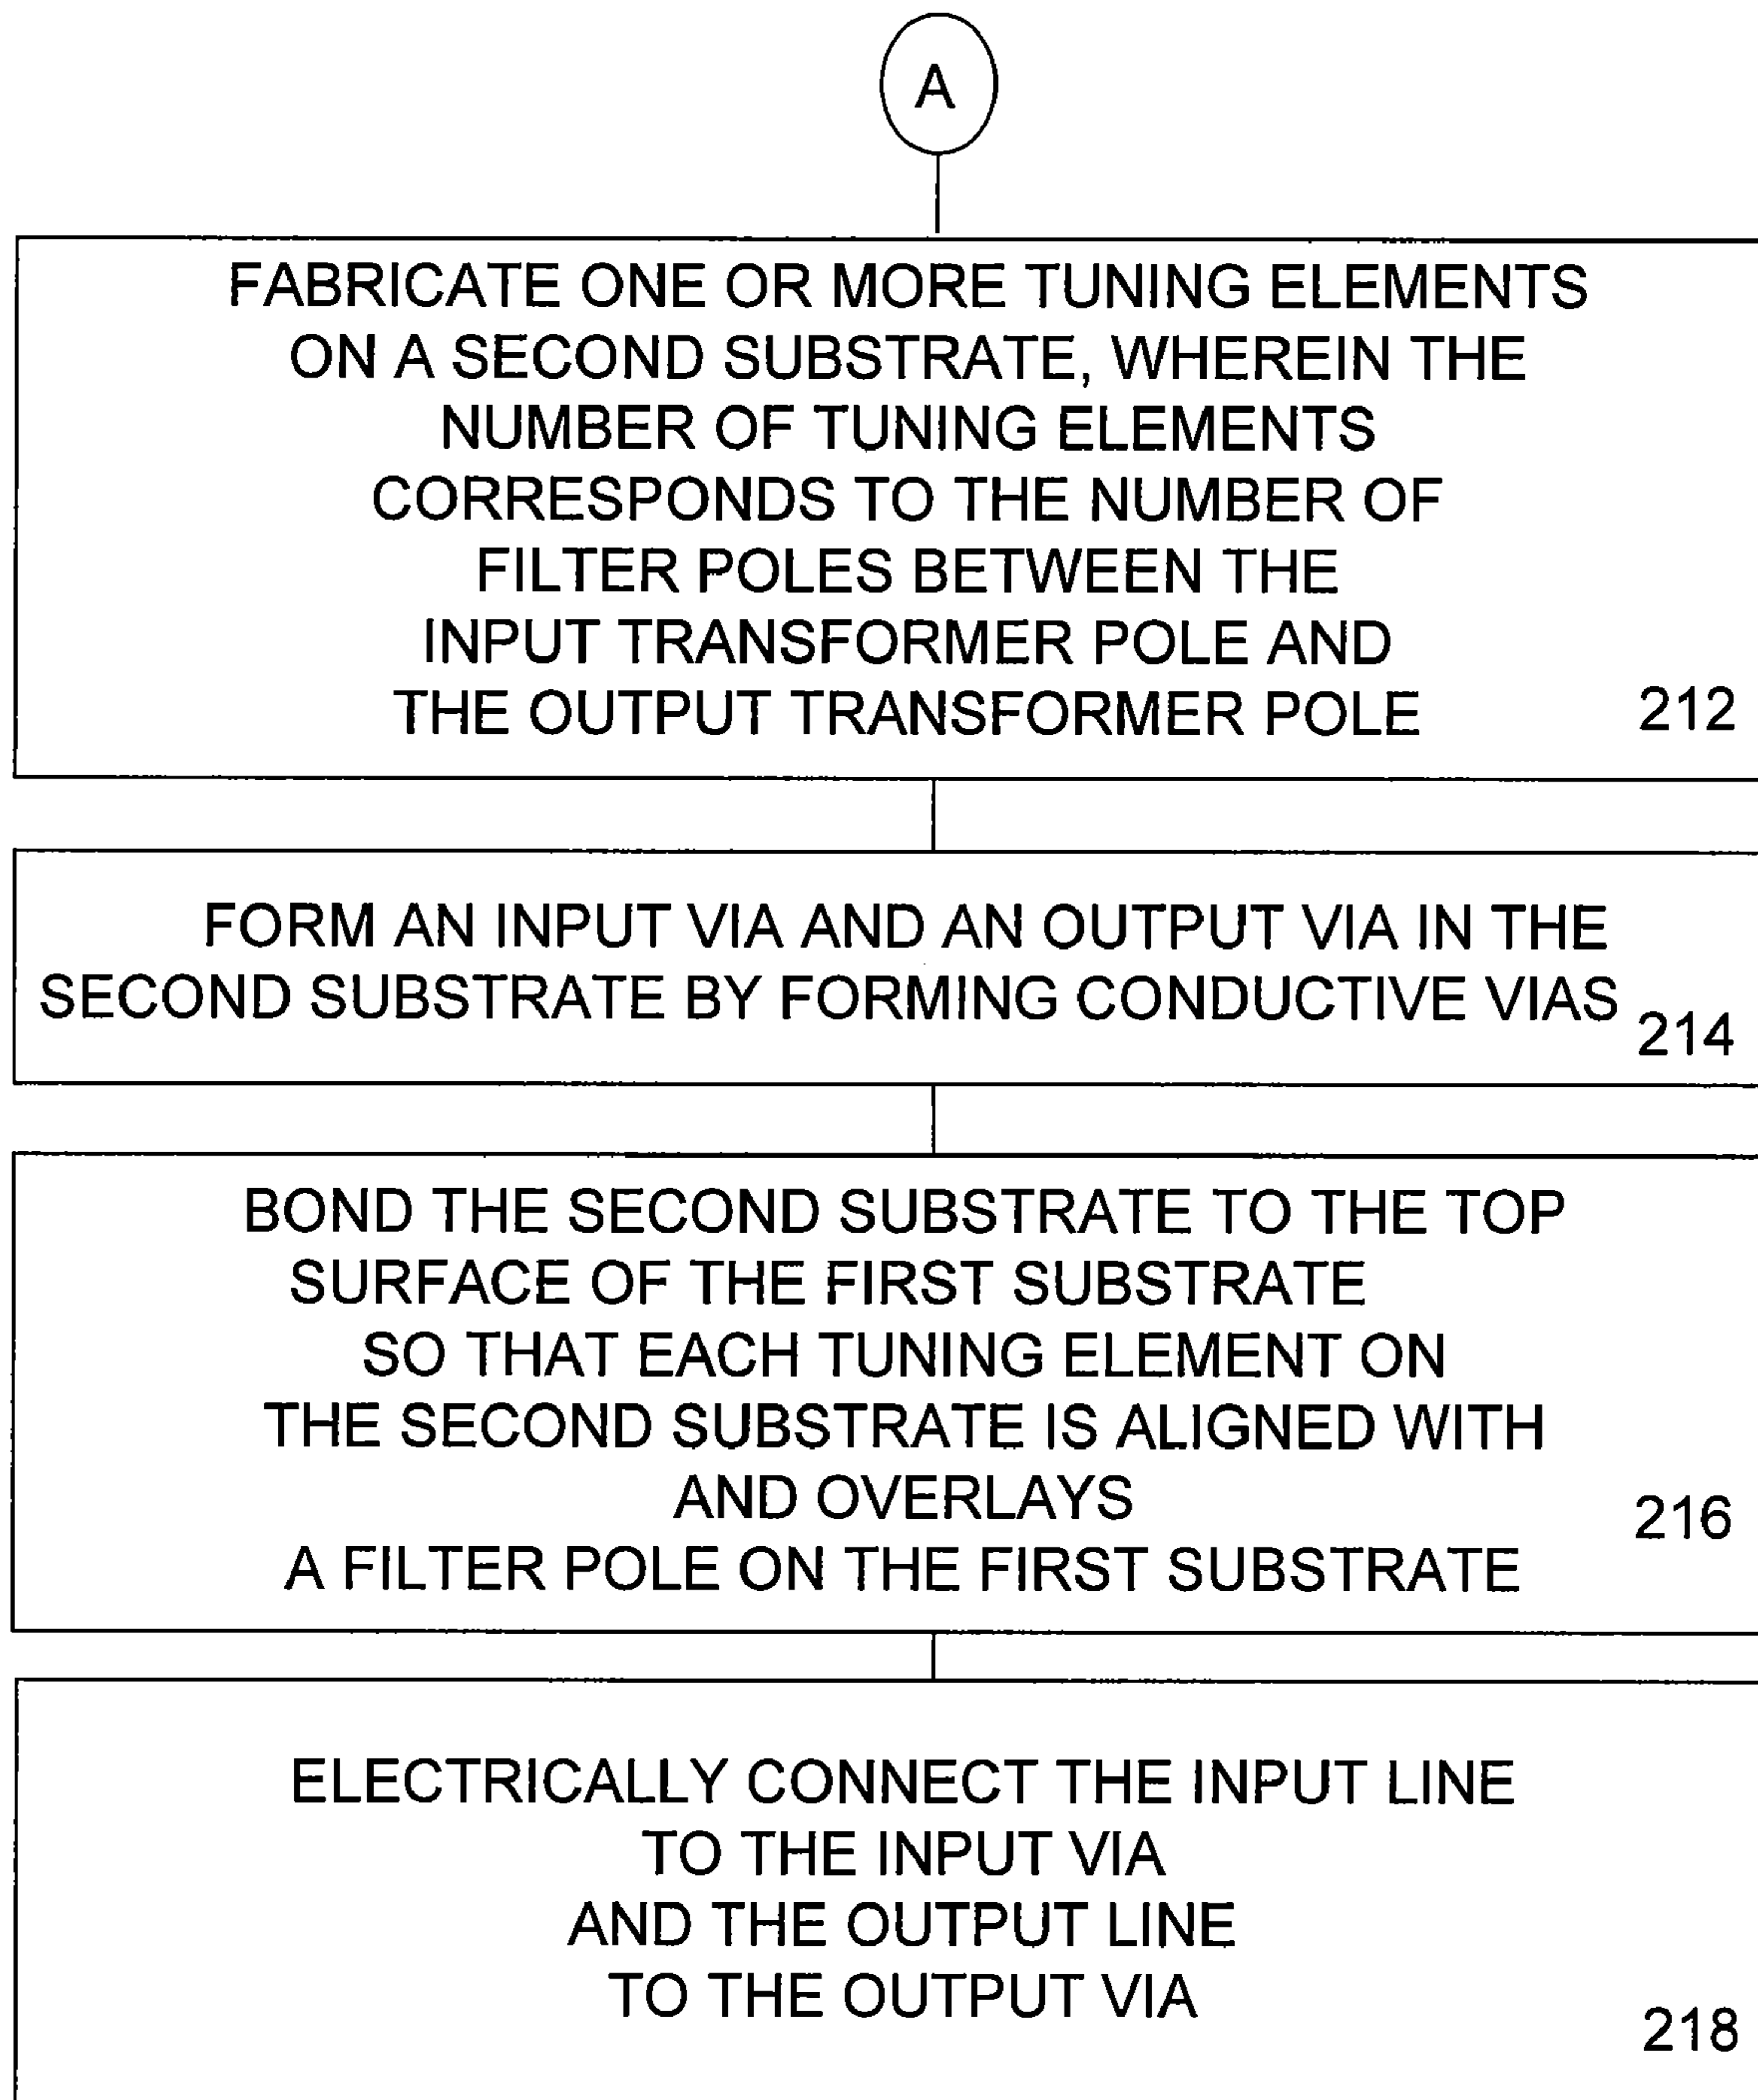 A
FABRICATE ONE OR MORE TUNING ELEMENTS
ON A SECOND SUBSTRATE, WHEREIN THE
NUMBER OF TUNING ELEMENTS
CORRESPONDS TO THE NUMBER OF
FILTER POLES BETWEEN THE
INPUT TRANSFORMER POLE AND
THE OUTPUT TRANSFORMER POLE 212
FORM AN INPUT VIA AND AN OUTPUT VIA IN THE
SECOND SUBSTRATE BY FORMING CONDUCTIVE VIAS
214
BOND THE SECOND SUBSTRATE TO THE TOP
SURFACE OF THE FIRST SUBSTRATE
SO THAT EACH TUNING ELEMENT ON
THE SECOND SUBSTRATE IS ALIGNED WITH
AND OVERLAYS
216
A FILTER POLE ON THE FIRST SUBSTRATE
ELECTRICALLY CONNECT THE INPUT LINE
TO THE INPUT VIA
AND THE OUTPUT LINE
TO THE OUTPUT VIA
218